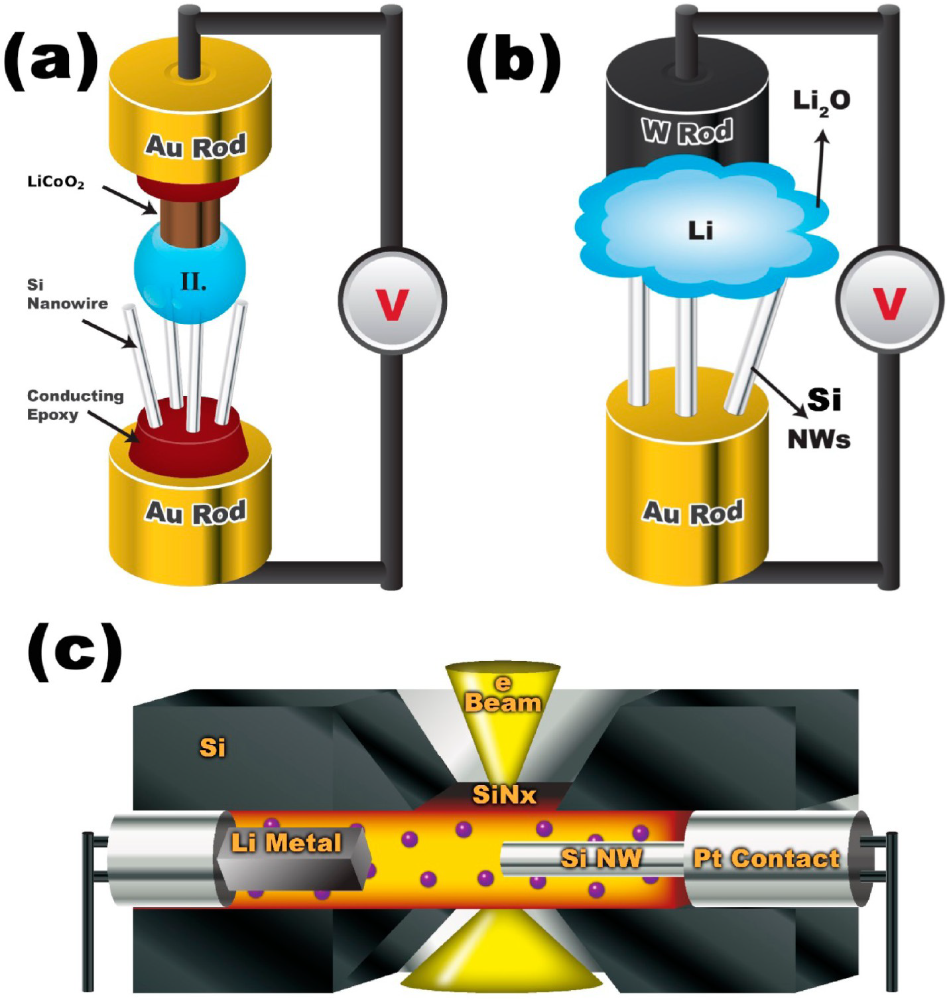 (a)
Au Rod
LiCoO₂
II.
Si
Nanowire
V
Conducting
Epoxy
Au Rod
(b)
Li₂O
W Rod
Li
V
Si
NWs
Au Rod
(c)
e
Beam
Si
SiNx
Li Metal
Si NW
Pt Contact